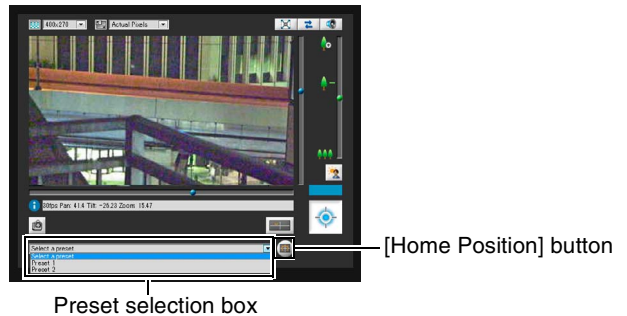 400x270 Actual Pixels
30fps Pan: 41.4 Tilt: -26.23 Zoom: 15.47
Select a preset
Select a preset
Preset 1
Preset 2
[Home Position] button
Preset selection box